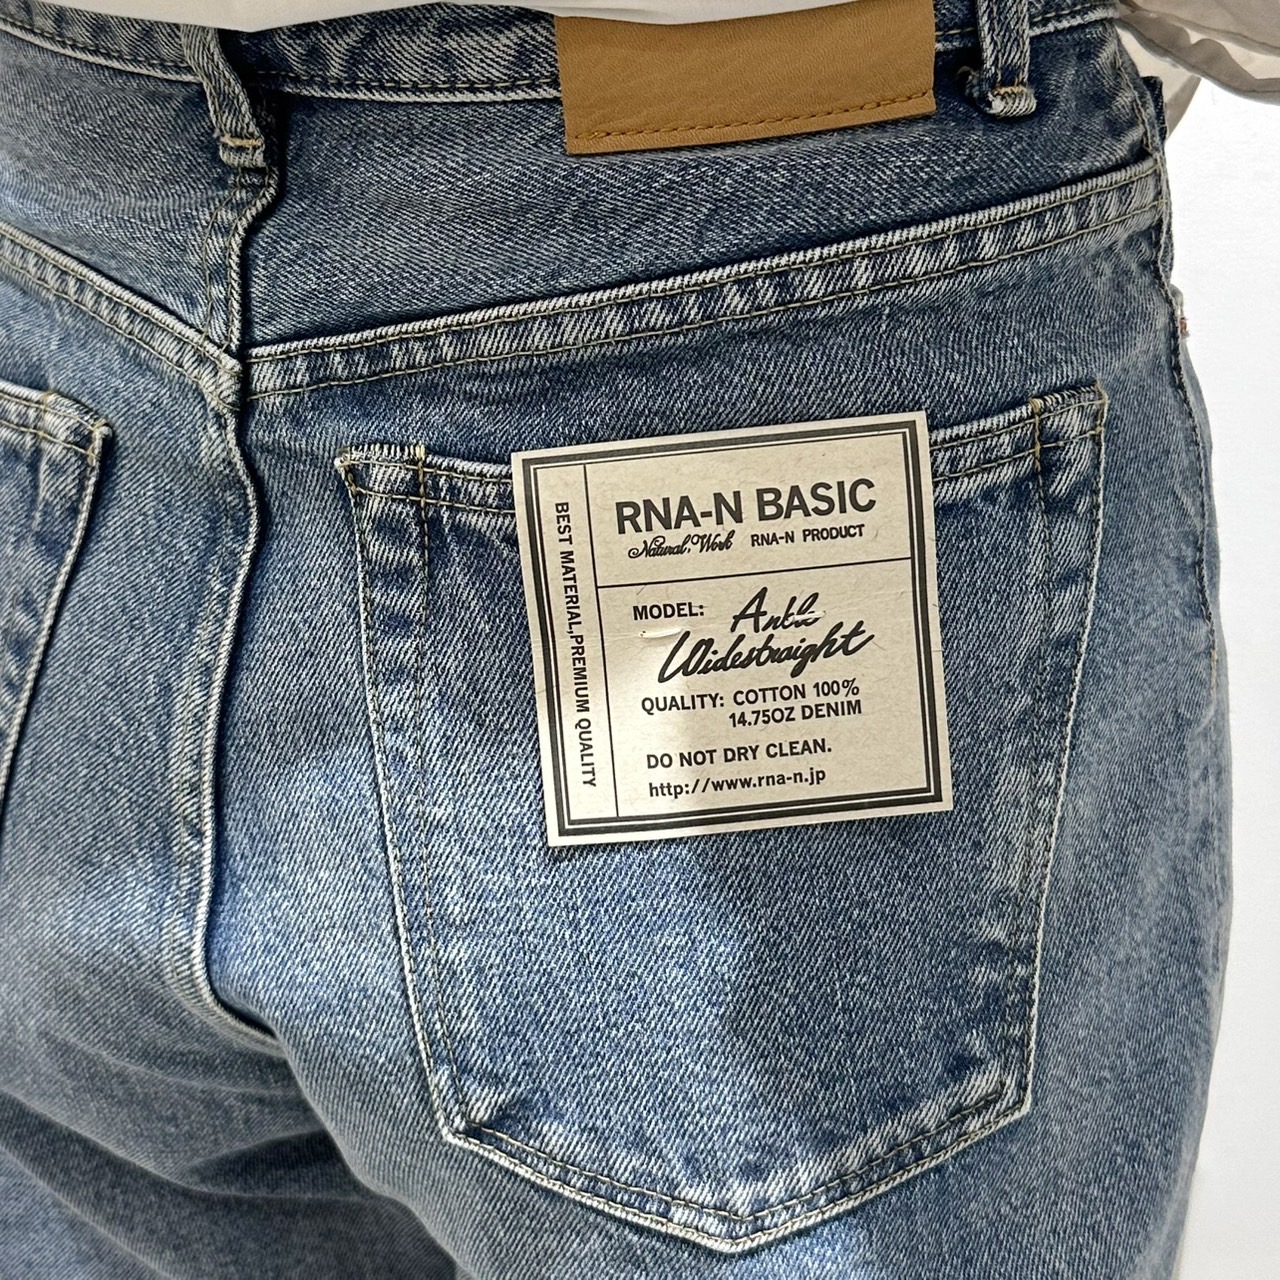 BEST MATERIAL,PREMIUM QUALITY
RNA-N BASIC
Natural, Work RNA-N PRODUCT
MODEL:
Widestraight
QUALITY: COTTON 100%
14.75OZ DENIM
DO NOT DRY CLEAN.
http://www.rna-n.jp